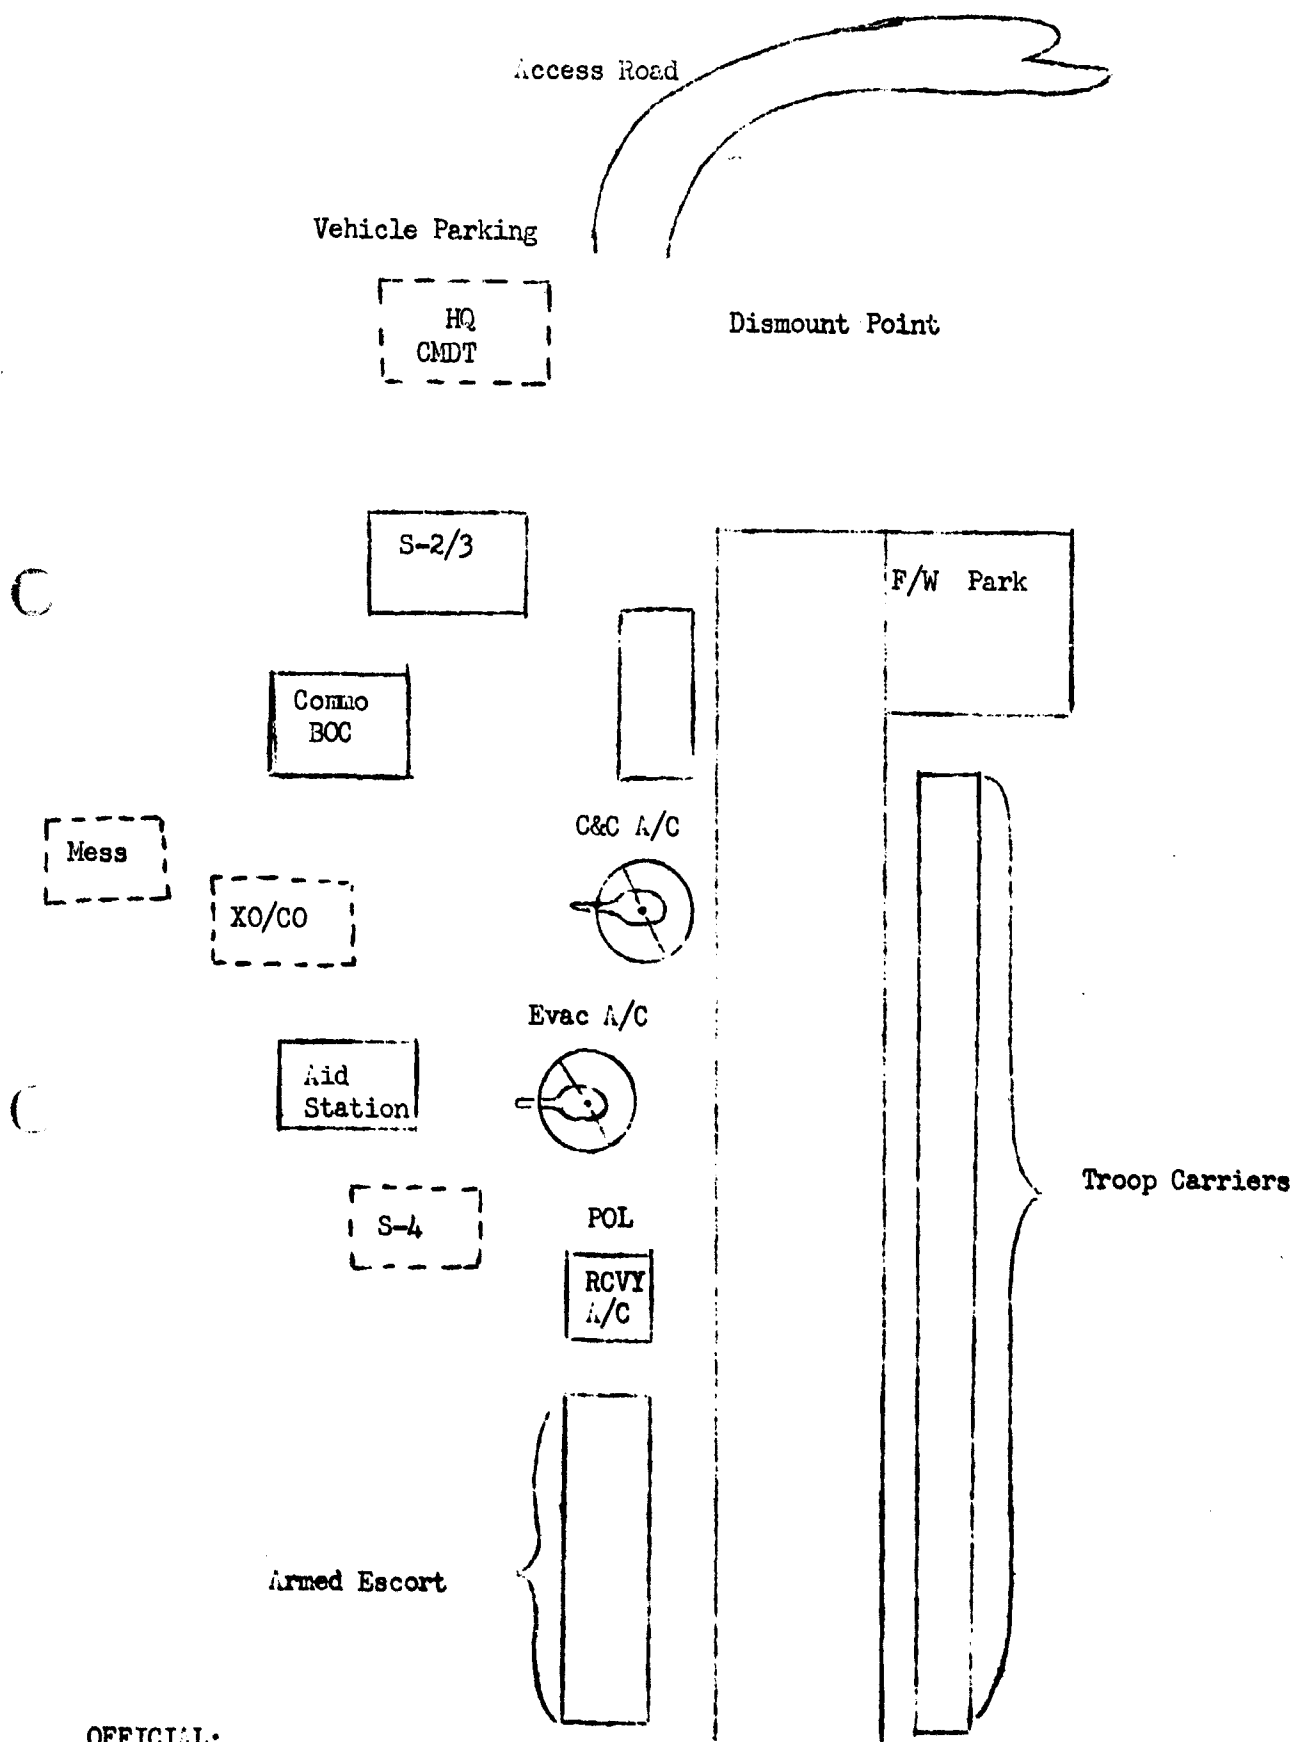 Access Road
Vehicle Parking
HQ
CMDT
Dismount Point
S-2/3
F/W Park
Commo
BOC
C&C A/C
Mess
XO/CO
Evac A/C
Aid
Station
Troop Carriers
S-4
POL
RCVY
A/C
Armed Escort
OFFICIAL: